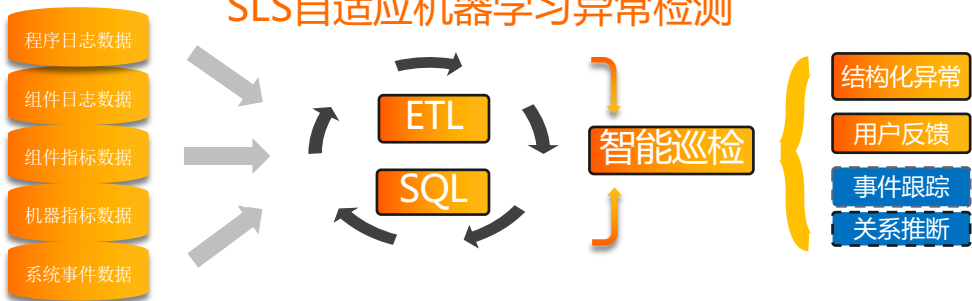 SLS自适应机器学习异常检测
程序日志数据
组件日志数据
组件指标数据
机器指标数据
系统事件数据
ETL
SQL
智能巡检
结构化异常
用户反馈
事件跟踪
关系推断